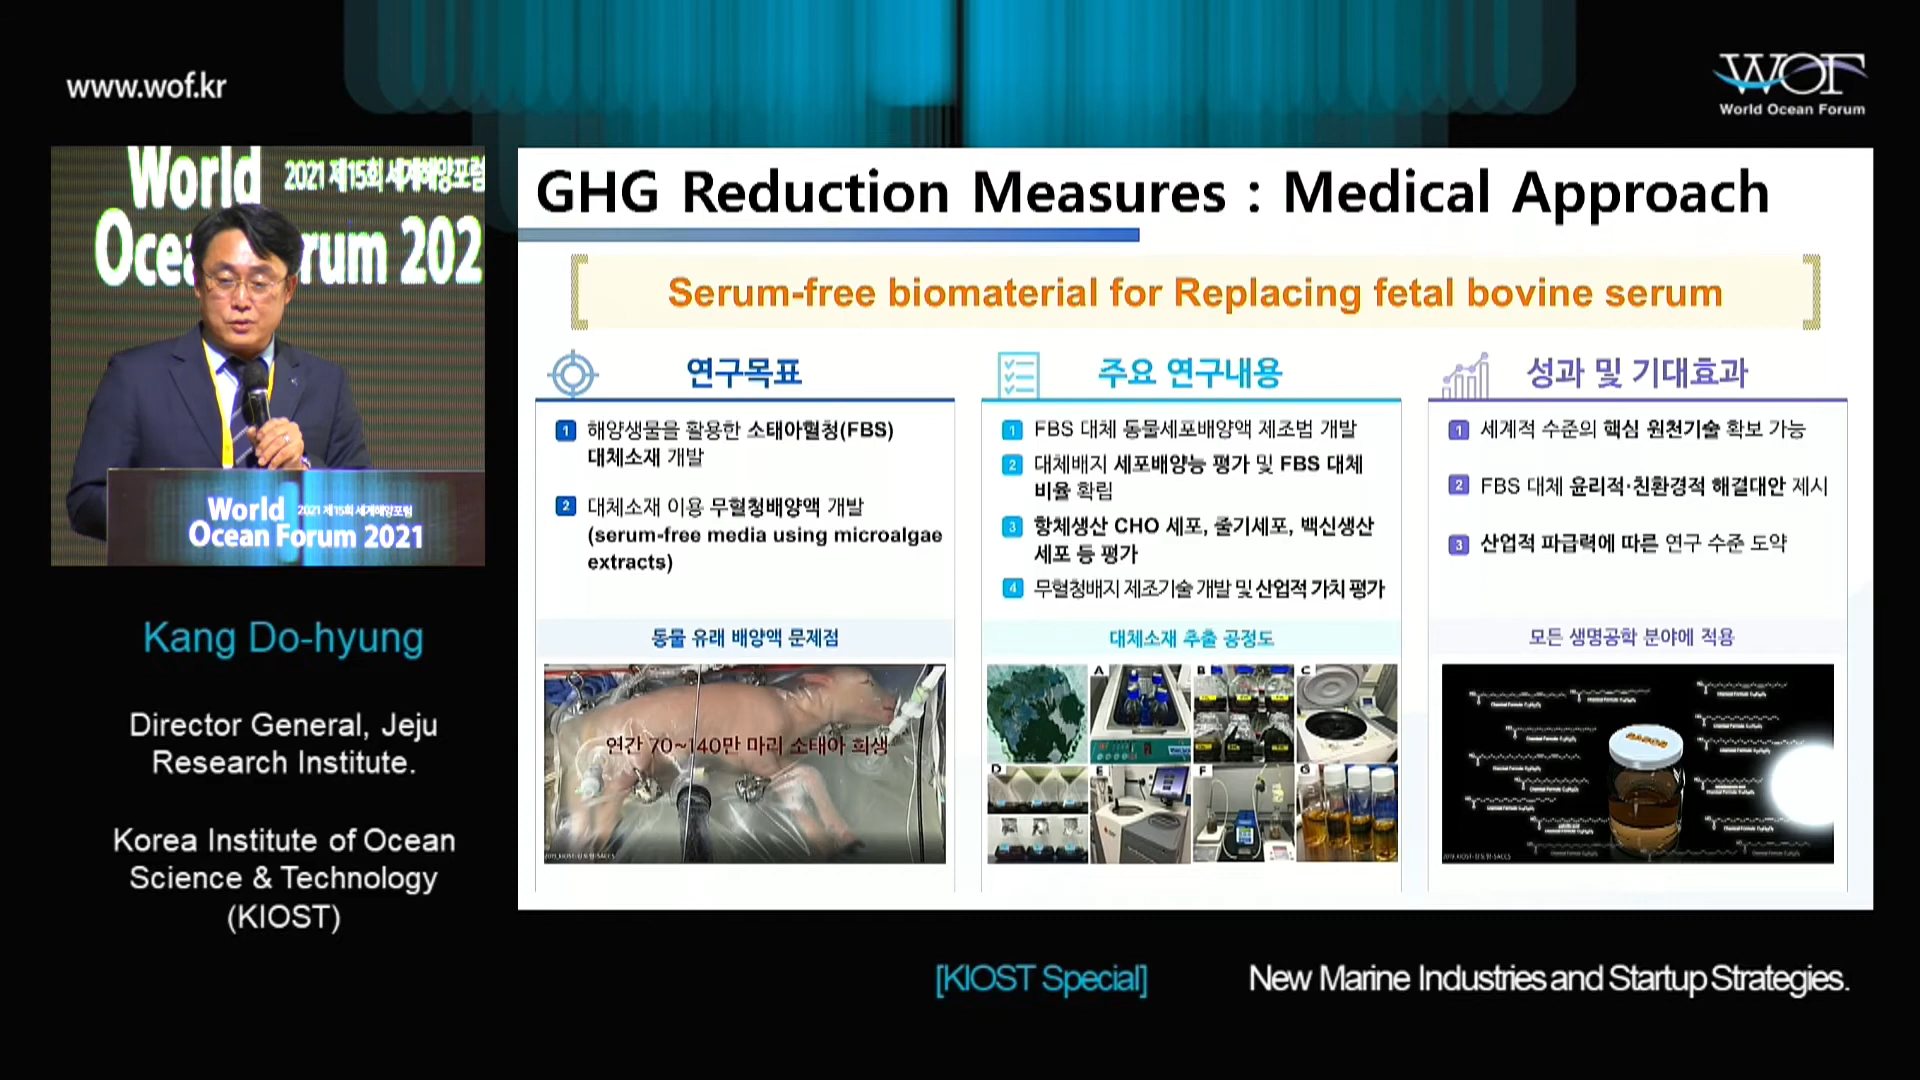 www.wof.kr
WOF
World Ocean Forum
World 2021 제15회 세계해양포럼
Ocea rum 202
World 2021 제15회 세계해양포럼
Ocean Forum 2021
Kang Do-hyung
Director General, Jeju
Research Institute.
Korea Institute of Ocean
Science & Technology
(KIOST)
GHG Reduction Measures : Medical Approach
Serum-free biomaterial for Replacing fetal bovine serum
연구목표
1 해양생물을 활용한 소태아혈청(FBS)
대체소재 개발
2 대체소재 이용 무혈청배양액 개발
(serum-free media using microalgae
extracts)
동물 유래 배양액 문제점
연간 70~140만 마리 소태아 희생
주요 연구내용
1 FBS 대체 동물세포배양액 제조법 개발
2 대체배지 세포배양능 평가 및 FBS 대체
비율 확립
3 항체생산 CHO 세포, 줄기세포, 백신생산
세포 등 평가
4 무혈청배지 제조기술 개발 및 산업적 가치 평가
대체소재 추출 공정도
A B C
D E F G
성과 및 기대효과
1 세계적 수준의 핵심 원천기술 확보 가능
2 FBS 대체 윤리적·친환경적 해결대안 제시
3 산업적 파급력에 따른 연구 수준 도약
모든 생명공학 분야에 적용
[KIOST Special] New Marine Industries and Startup Strategies.